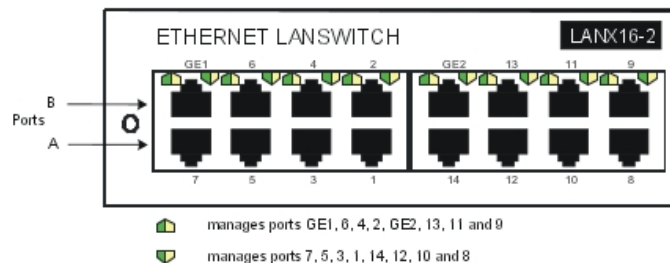 ETHERNET LANSWITCH LANX16-2
GE1 6 4 2 GE2 13 11 9
B
Ports
A
7 5 3 1 14 12 10 8
manages ports GE1, 6, 4, 2, GE2, 13, 11 and 9
manages ports 7, 5, 3, 1, 14, 12, 10 and 8